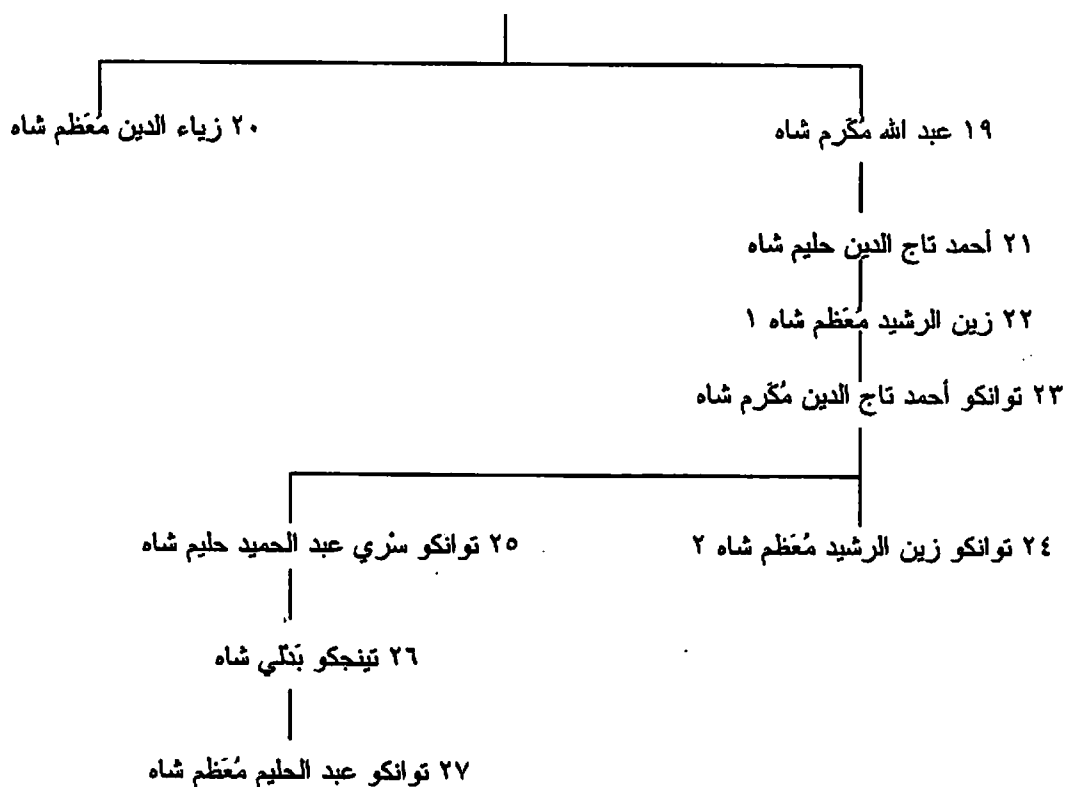 ١٩ عبد الله مُكَرم شاه
٢٠ زياء الدين مُعَظم شاه
٢١ أحمد تاج الدين حليم شاه
٢٢ زين الرشيد مُعَظم شاه ١
٢٣ توانكو أحمد تاج الدين مُكَرم شاه
٢٤ توانكو زين الرشيد مُعَظم شاه ٢
٢٥ توانكو سْري عبد الحميد حليم شاه
٢٦ تينجكو بَدلّي شاه
٢٧ توانكو عبد الحليم مُعَظم شاه